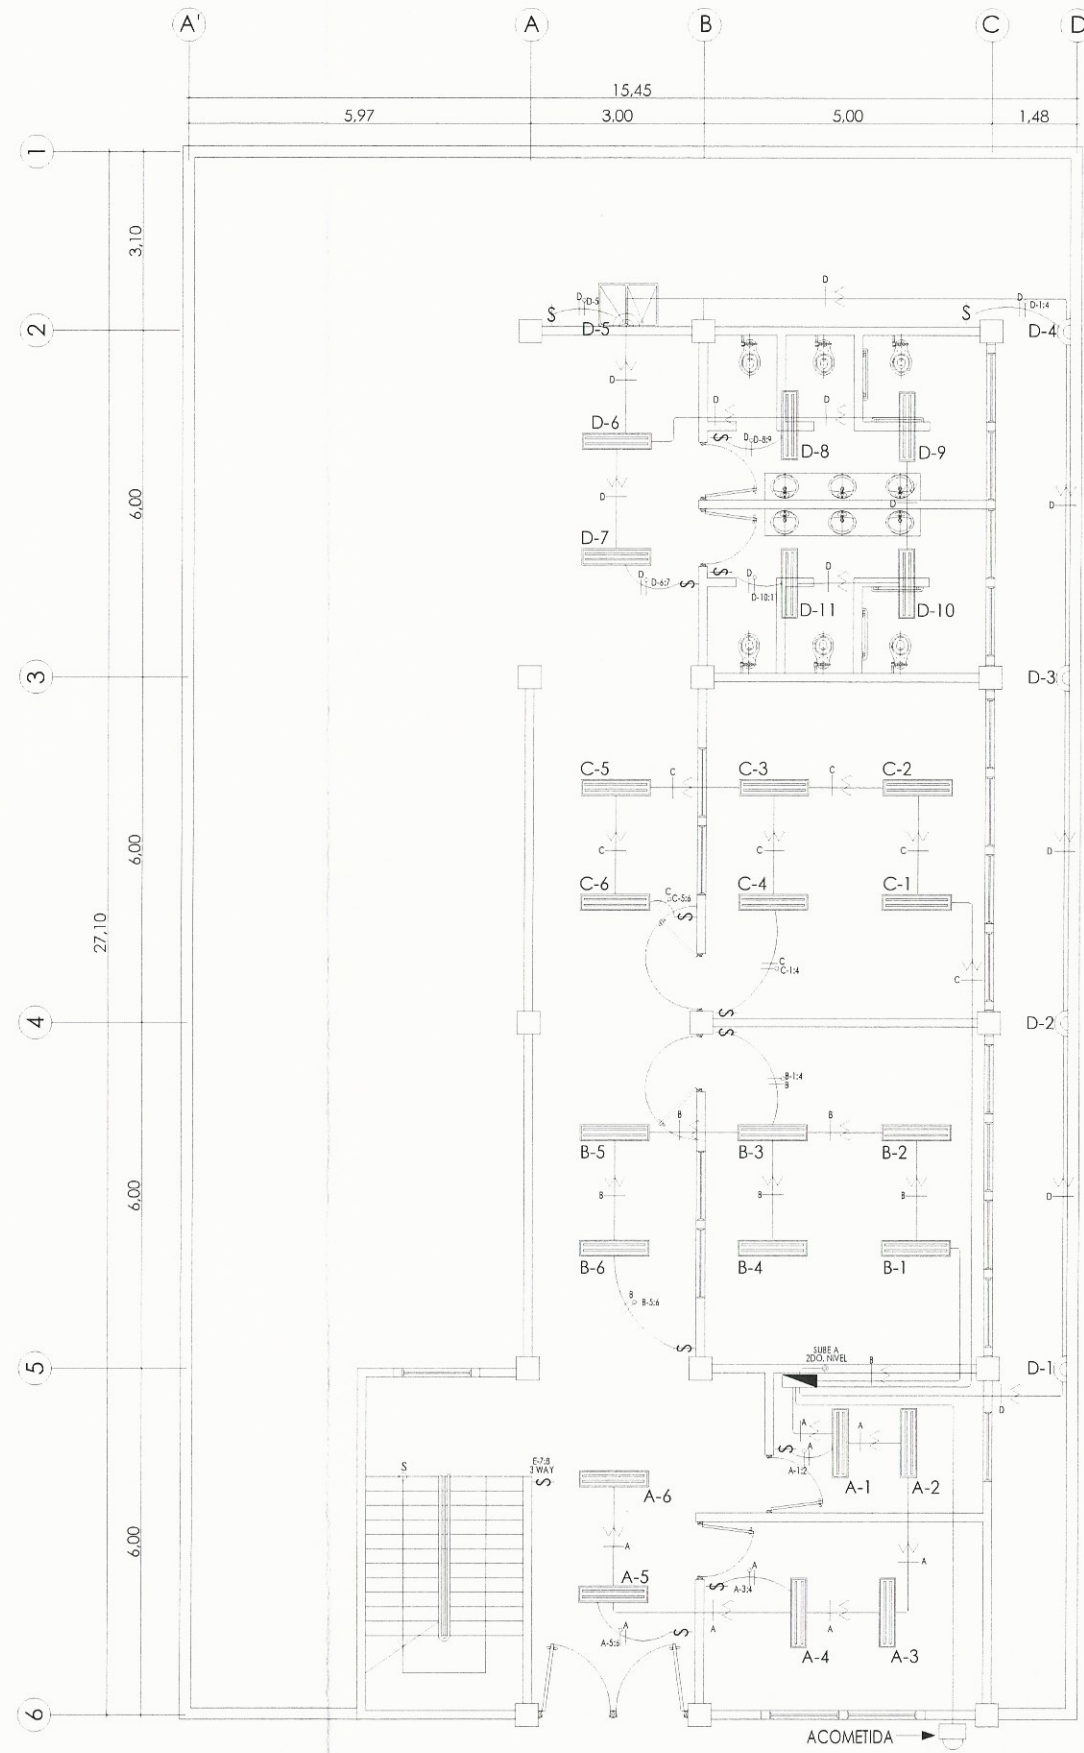 A' A B C D
15,45
5,97 3,00 5,00 1,48
1
3,10
D
D D-5
S
D D-1:4
S
2
D-5
D-4
D
D-6
D D
S
D D-8:9
D-8
D-9
6,00
D
D
D
D-7
D D-6:7
S
S
D
D-10:11
D
D-11
D-10
3
D-3
C-5 C C-3 C C-2
6,00
C C C
D
C-6
C C-5:6
S
C-4
C-1
27,10
C
C-1:4
C
4
S
S
D-2
B-1:4
B
B B
B-5 B-3 B-2
6,00
B B B
D
B-6 B-4 B-1
B B-5:6
S
SUBE A
2DO. NIVEL
5
B
D-1
D
A A
S A
A-1:2
A-1 A-2
S
E-7:8
3 WAY
S
A-6
6,00
A
A
A-5
S
A
A-3:4
A A
A
A-5:6
S
A-4 A-3
6
ACOMETIDA